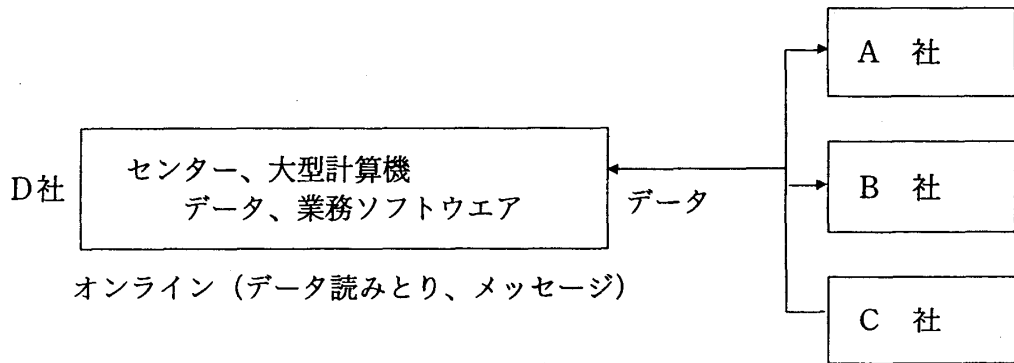 A 社
センター、大型計算機
D社
データ、業務ソフトウエア
データ
B 社
オンライン（データ読みとり、メッセージ）
C 社